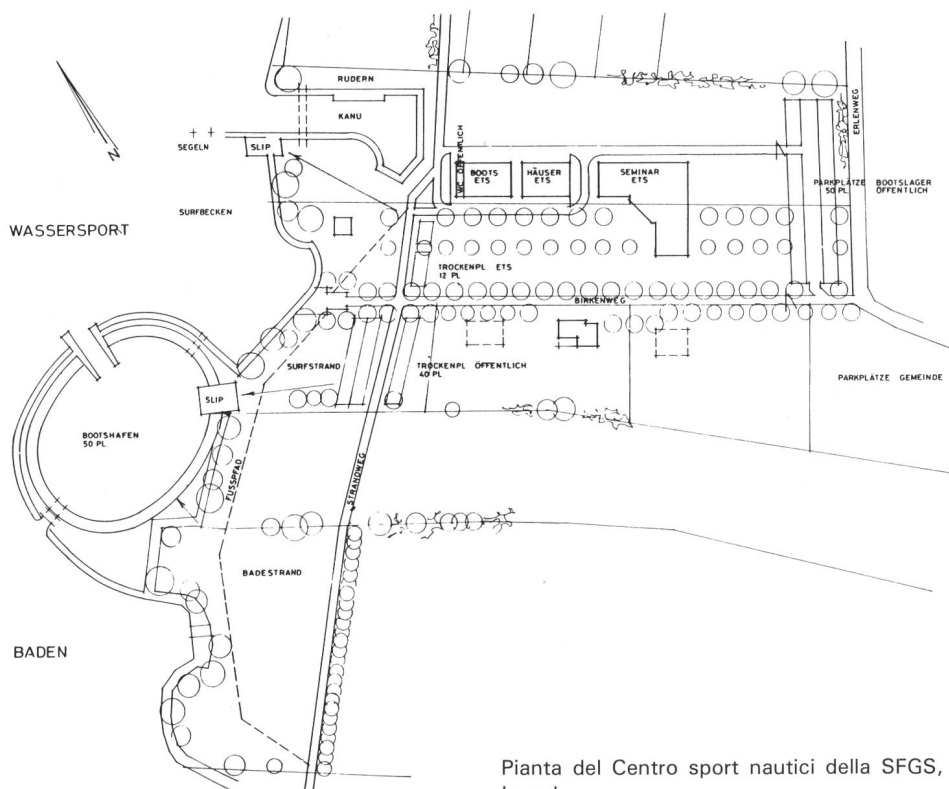 RUDERN
KANU
SEGELN
SLIP
N
SURFBECKEN
WASSERSPORT
WC ÖFFENTLICH
BOOTS
ETS
HÄUSER
ETS
SEMINAR
ETS
ERLENWEG
PARKPLÄTZE BOOTSLAGER
50 PL. ÖFFENTLICH
TROCKENPL ETS
12 PL
BIRKENWEG
SURFSTRAND
TROCKENPL ÖFFENTLICH
40 PL
PARKPLÄTZE GEMEINDE
SLIP
BOOTSHAFEN
50 PL
FUSSPFAD
STRANDWEG
BADESTRAND
BADEN
Pianta del Centro sport nautici della SFGS,